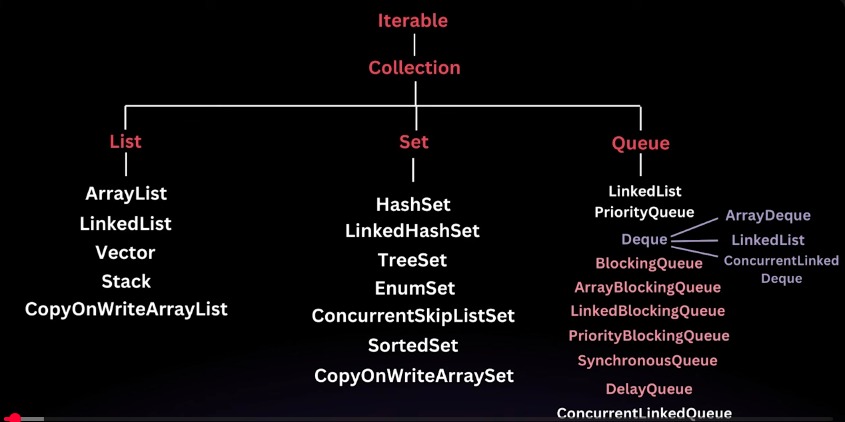 Iterable
Collection
List
Set
Queue
ArrayList
LinkedList
Vector
Stack
CopyOnWriteArrayList
HashSet
LinkedHashSet
TreeSet
EnumSet
ConcurrentSkipListSet
SortedSet
CopyOnWriteArraySet
LinkedList
PriorityQueue
Deque
ArrayDeque
LinkedList
ConcurrentLinked
Deque
BlockingQueue
ArrayBlockingQueue
LinkedBlockingQueue
PriorityBlockingQueue
SynchronousQueue
DelayQueue
ConcurrentLinkedQueue